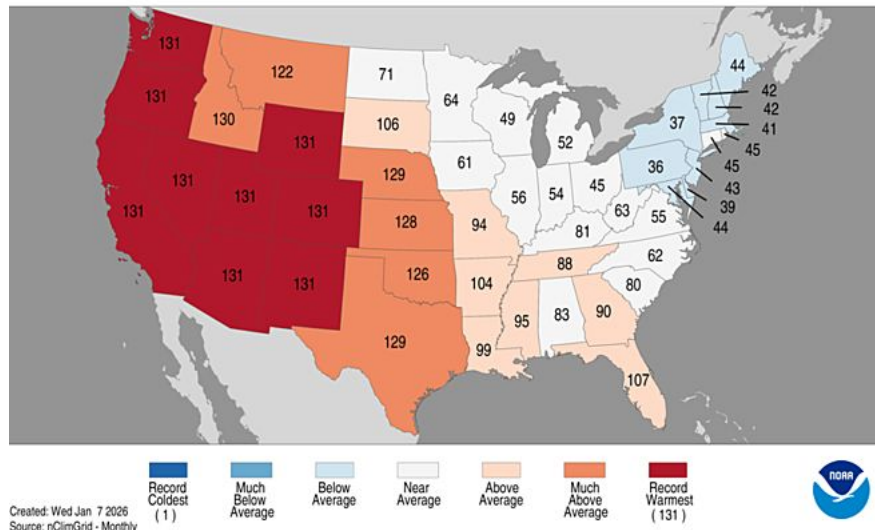 131
122
71
64
44
131
130
131
106
49
52
37
42
42
41
45
45
43
39
44
129
61
36
131
131
131
131
128
94
56
54
45
63
55
81
62
131
131
126
104
88
80
129
99
95
83
90
107
Record
Coldest
( 1 )
Much
Below
Average
Below
Average
Near
Average
Above
Average
Much
Above
Average
Record
Warmest
( 131 )
NOAA
Created: Wed Jan 7 2026
Source: nClimGrid - Monthly